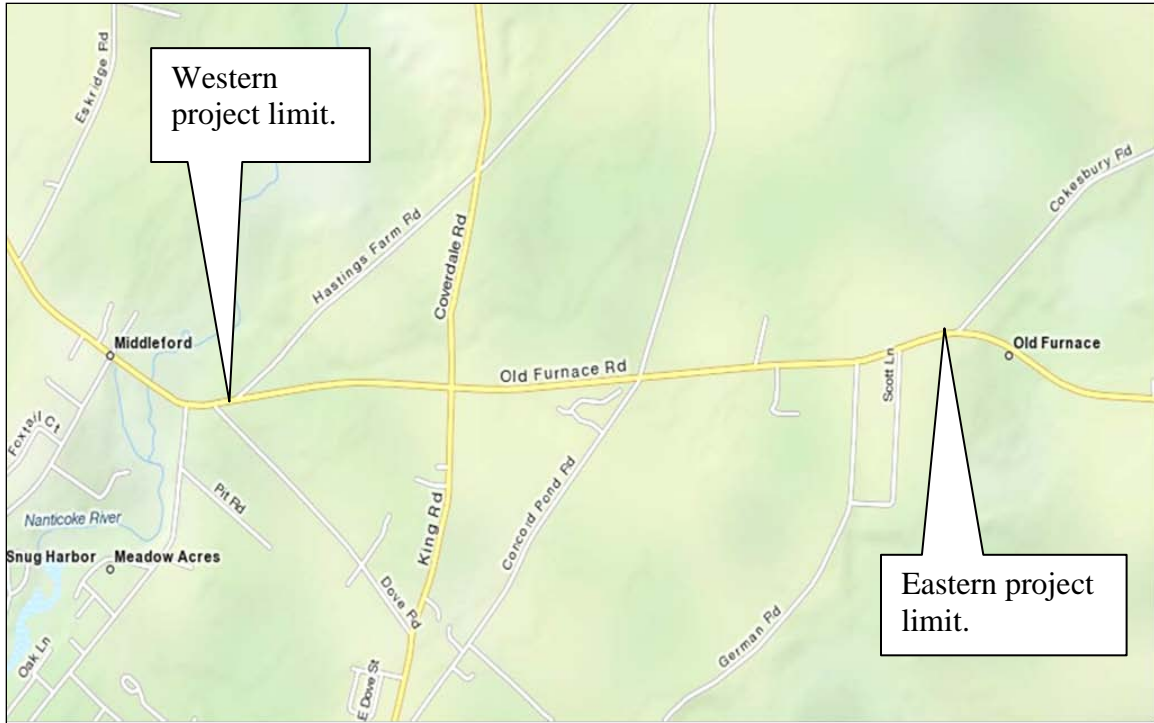 Eskridge Rd
Western
project limit.
Coverdale Rd
Hastings Farm Rd
Cokesbury Rd
Middleford
Old Furnace
Old Furnace Rd
Scott Ln
Foxtail Ct
Pit Rd
King Rd
Concord Pond Rd
Nanticoke River
Snug Harbor
Meadow Acres
Eastern project
limit.
Dove Rd
German Rd
Oak Ln
E Dove St